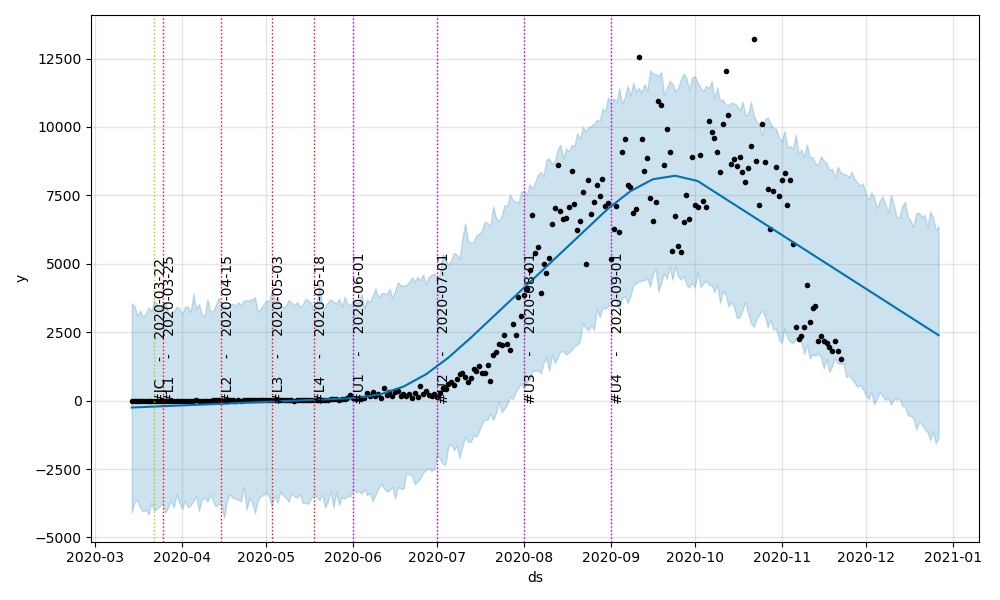 12500
10000
7500
5000
2500
0
−2500
−5000
y
#JC - 2020-03-22
#L1 - 2020-03-25
#L2 - 2020-04-15
#L3 - 2020-05-03
#L4 - 2020-05-18
#U1 - 2020-06-01
#U2 - 2020-07-01
#U3 - 2020-08-01
#U4 - 2020-09-01
2020-03
2020-04
2020-05
2020-06
2020-07
2020-08
2020-09
2020-10
2020-11
2020-12
2021-01
ds